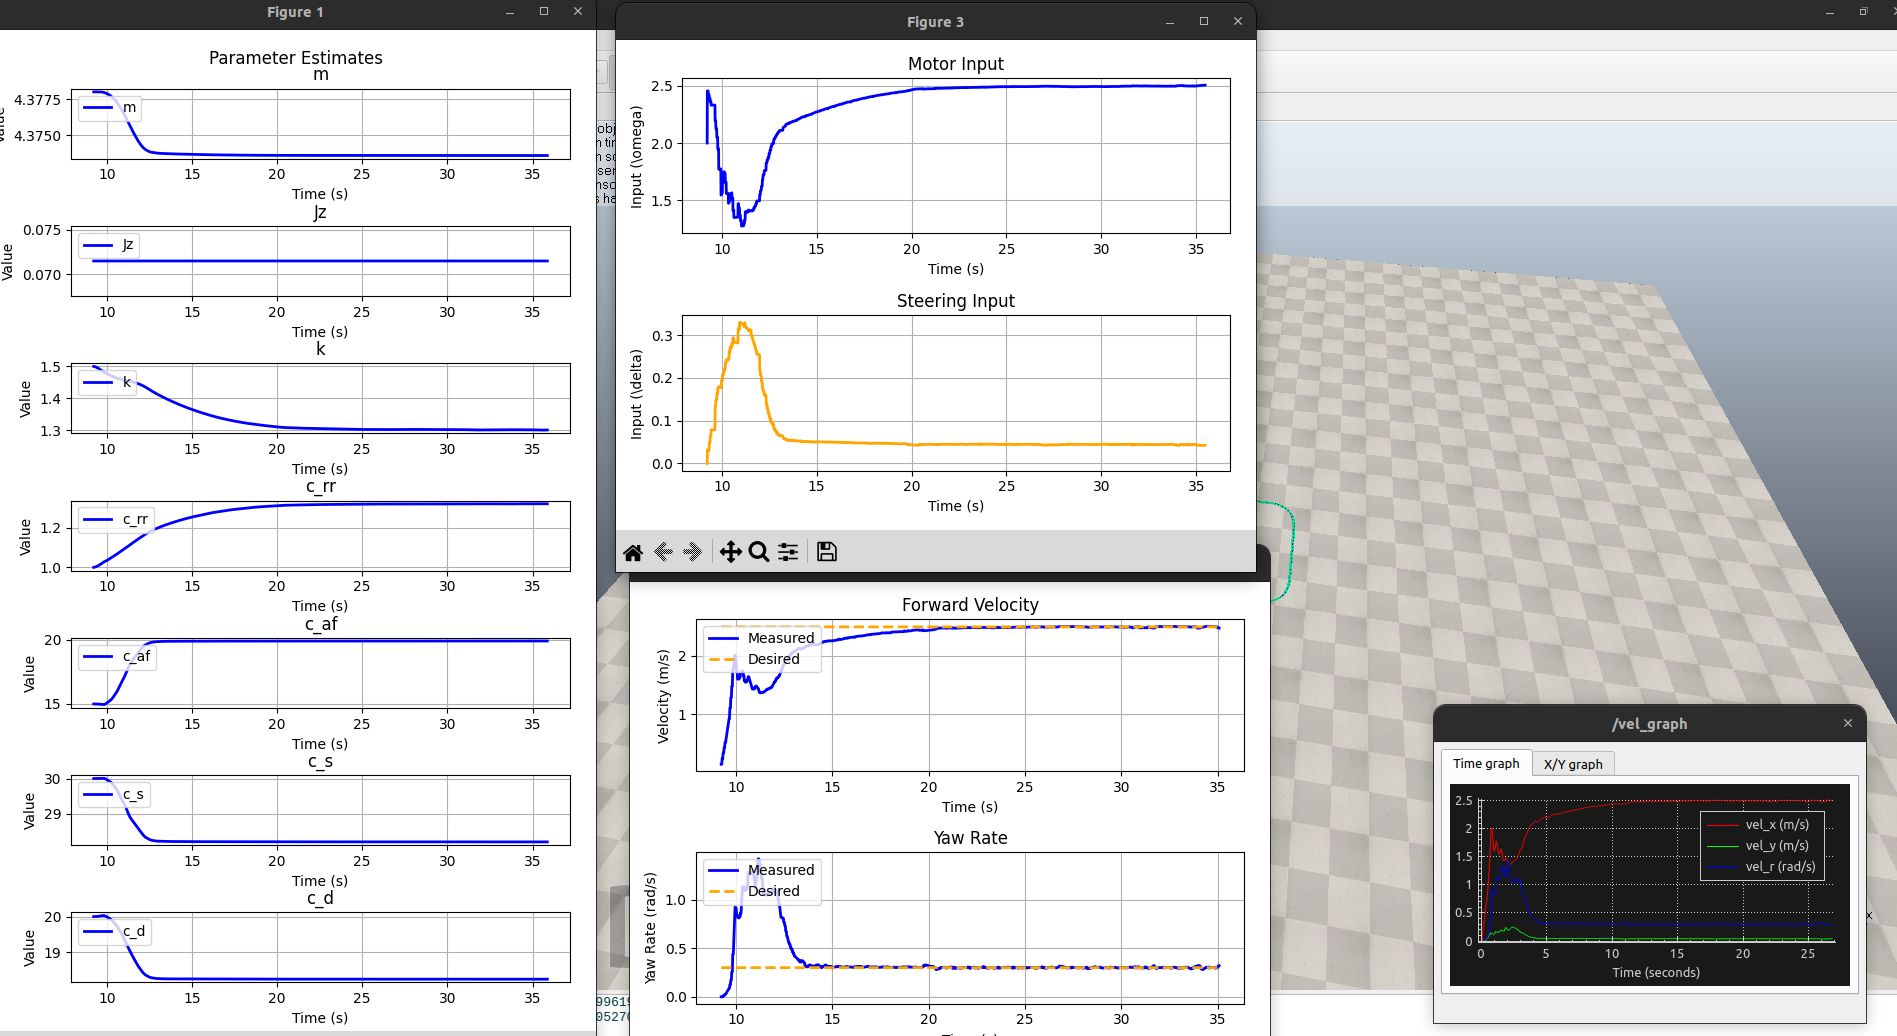 Figure 1
Parameter Estimates
m
4.3775
4.3750
m
10 15 20 25 30 35
Time (s)
Jz
0.075
0.070
Value
Jz
10 15 20 25 30 35
Time (s)
k
1.5
1.4
1.3
Value
k
10 15 20 25 30 35
Time (s)
c_rr
1.2
1.0
Value
c_rr
10 15 20 25 30 35
Time (s)
c_af
20
15
Value
c_af
10 15 20 25 30 35
Time (s)
c_s
30
29
Value
c_s
10 15 20 25 30 35
Time (s)
c_d
20
19
Value
c_d
10 15 20 25 30 35
Time (s)
Figure 3
Motor Input
2.5
2.0
1.5
Input (\omega)
10 15 20 25 30 35
Time (s)
Steering Input
0.3
0.2
0.1
0.0
Input (\delta)
10 15 20 25 30 35
Time (s)
Forward Velocity
2
1
Velocity (m/s)
Measured
Desired
10 15 20 25 30 35
Time (s)
Yaw Rate
1.0
0.5
0.0
Yaw Rate (rad/s)
Measured
Desired
10 15 20 25 30 35
/vel_graph
Time graph X/Y graph
2.5
2
1.5
1
0.5
0
vel_x (m/s)
vel_y (m/s)
vel_r (rad/s)
0 5 10 15 20 25
Time (seconds)
x